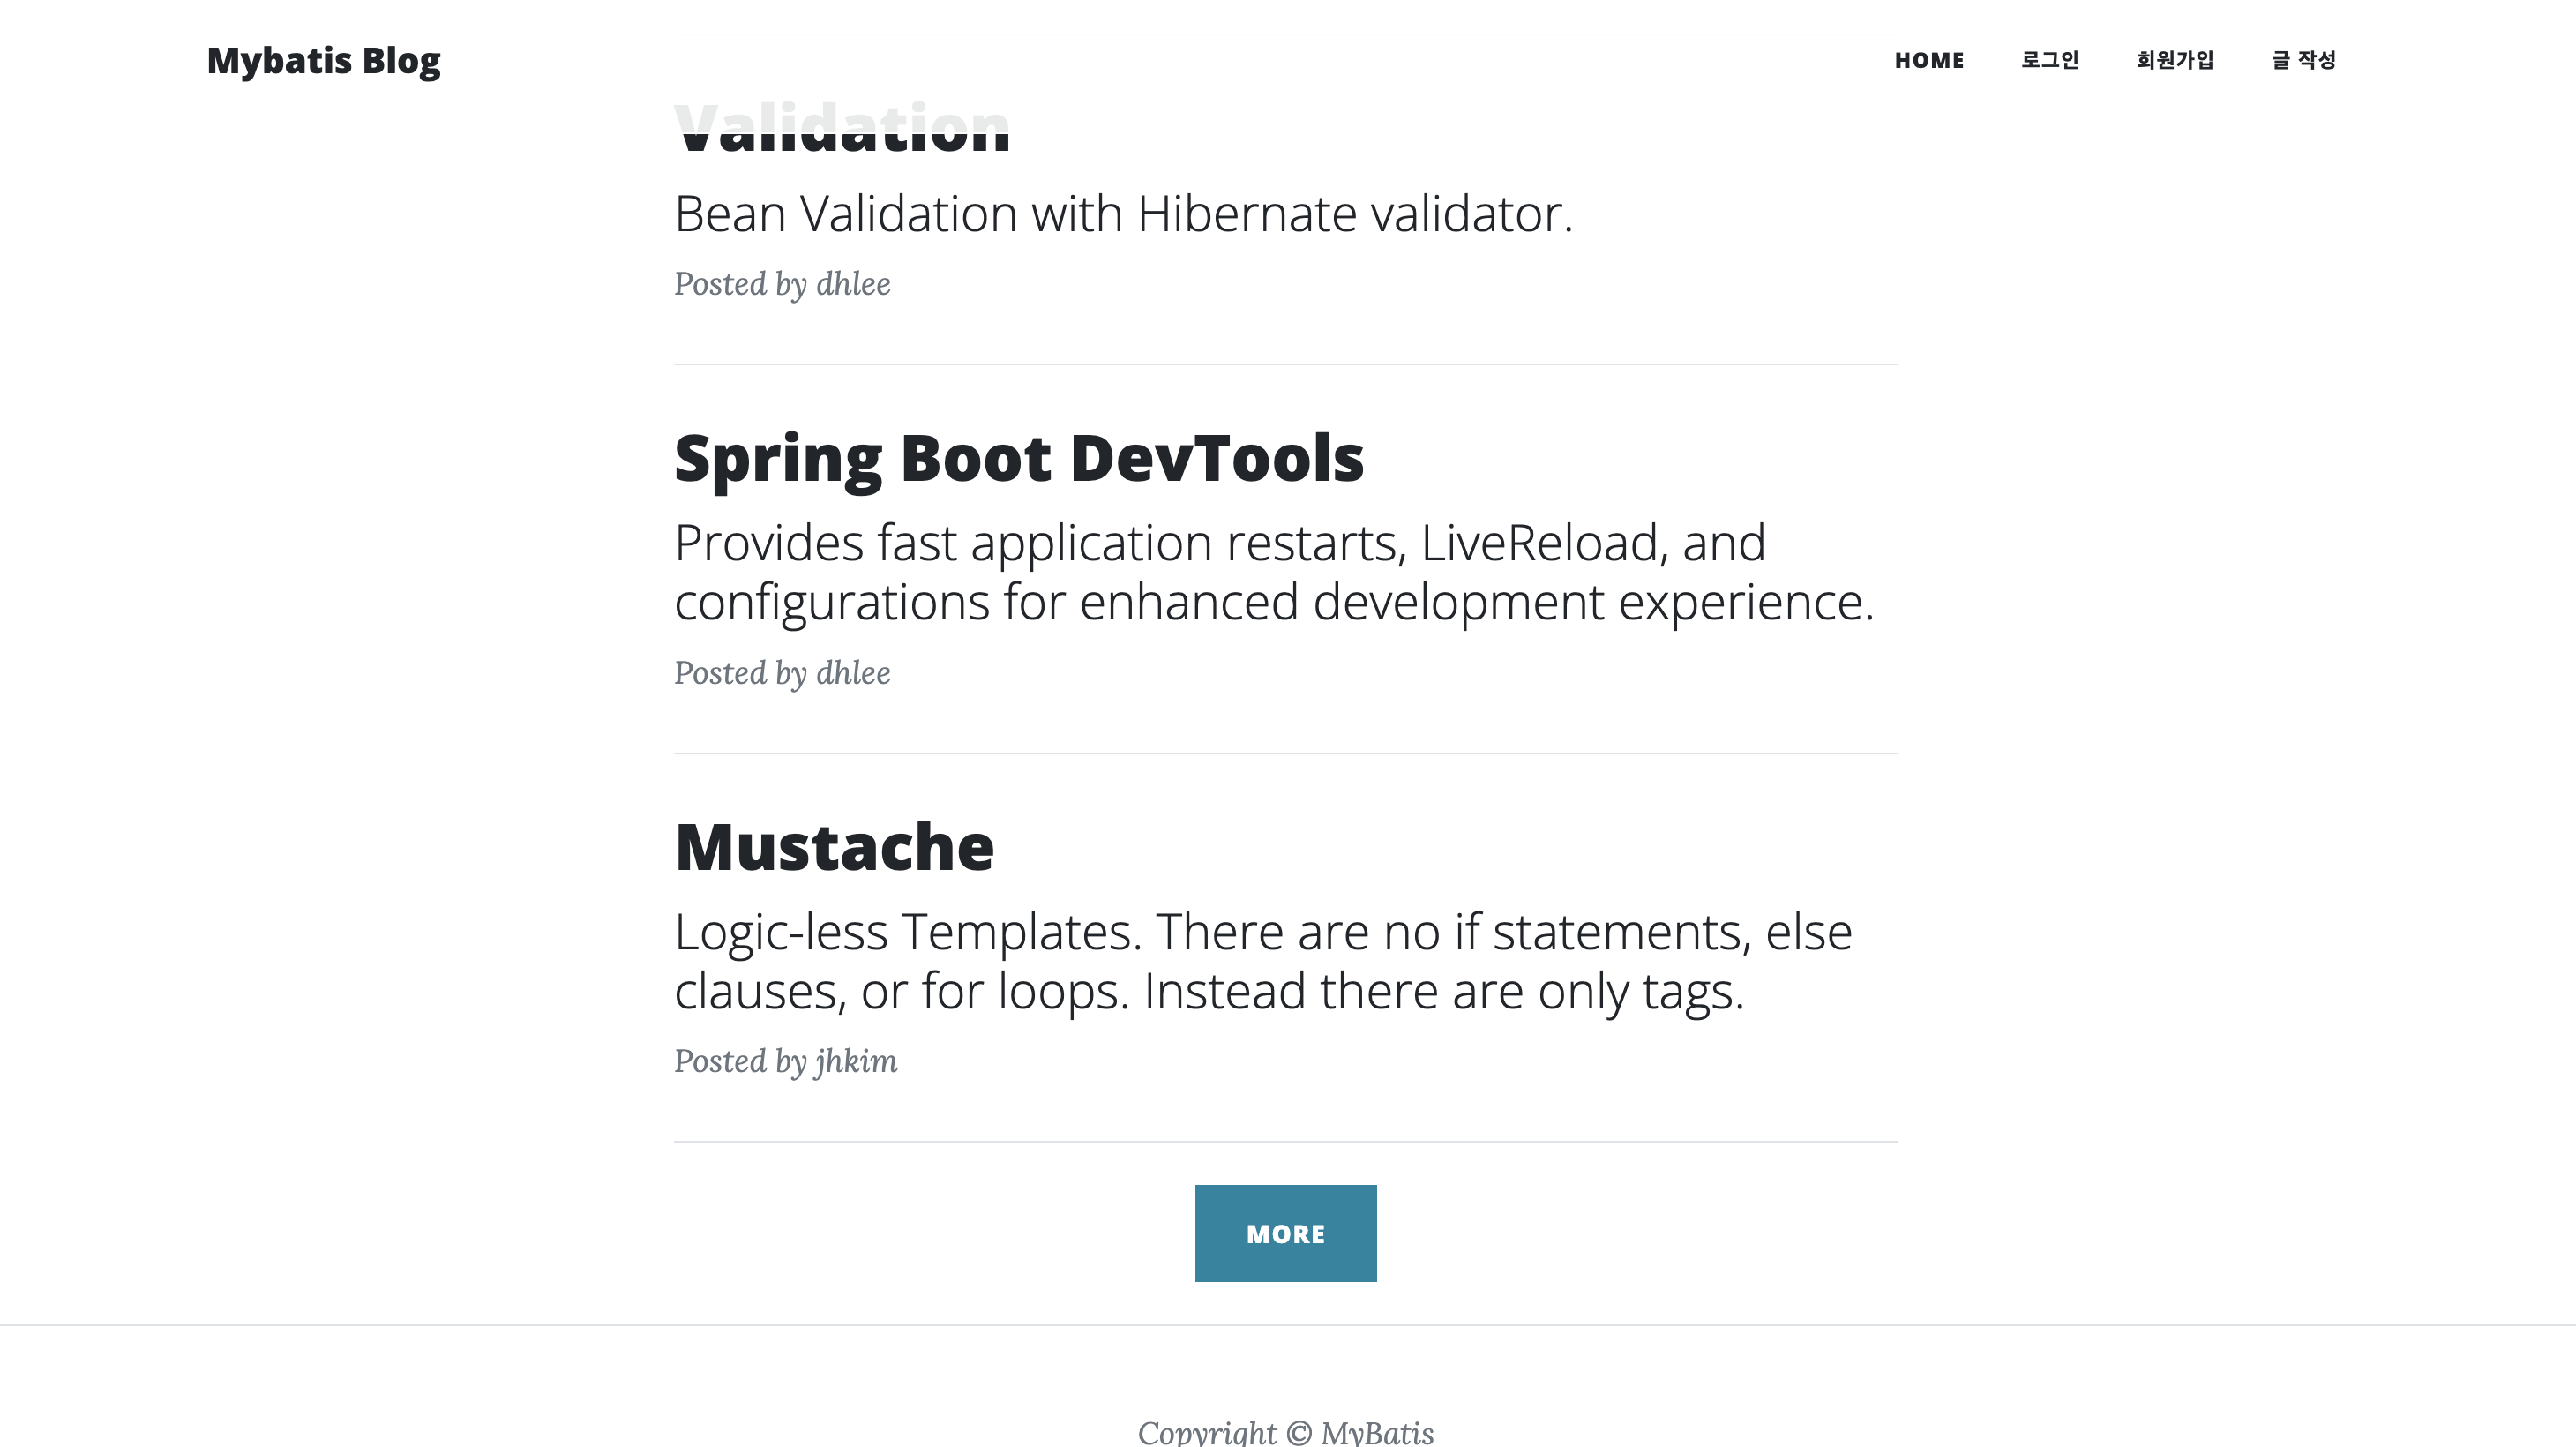 Mybatis Blog
HOME
로그인
회원가입
글 작성
Validation
Bean Validation with Hibernate validator.
Posted by dhlee
Spring Boot DevTools
Provides fast application restarts, LiveReload, and
configurations for enhanced development experience.
Posted by dhlee
Mustache
Logic-less Templates. There are no if statements, else
clauses, or for loops. Instead there are only tags.
Posted by jhkim
MORE
Copyright © MyBatis